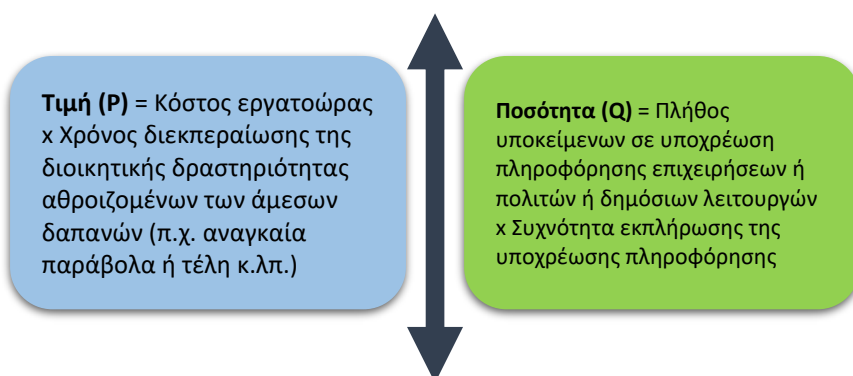 Τιμή (P) = Κόστος εργατοώρας
x Χρόνος διεκπεραίωσης της
διοικητικής δραστηριότητας
αθροιζομένων των άμεσων
δαπανών (π.χ. αναγκαία
παράβολα ή τέλη κ.λπ.)
Ποσότητα (Q) = Πλήθος
υποκείμενων σε υποχρέωση
πληροφόρησης επιχειρήσεων ή
πολιτών ή δημόσιων λειτουργών
x Συχνότητα εκπλήρωσης της
υποχρέωσης πληροφόρησης